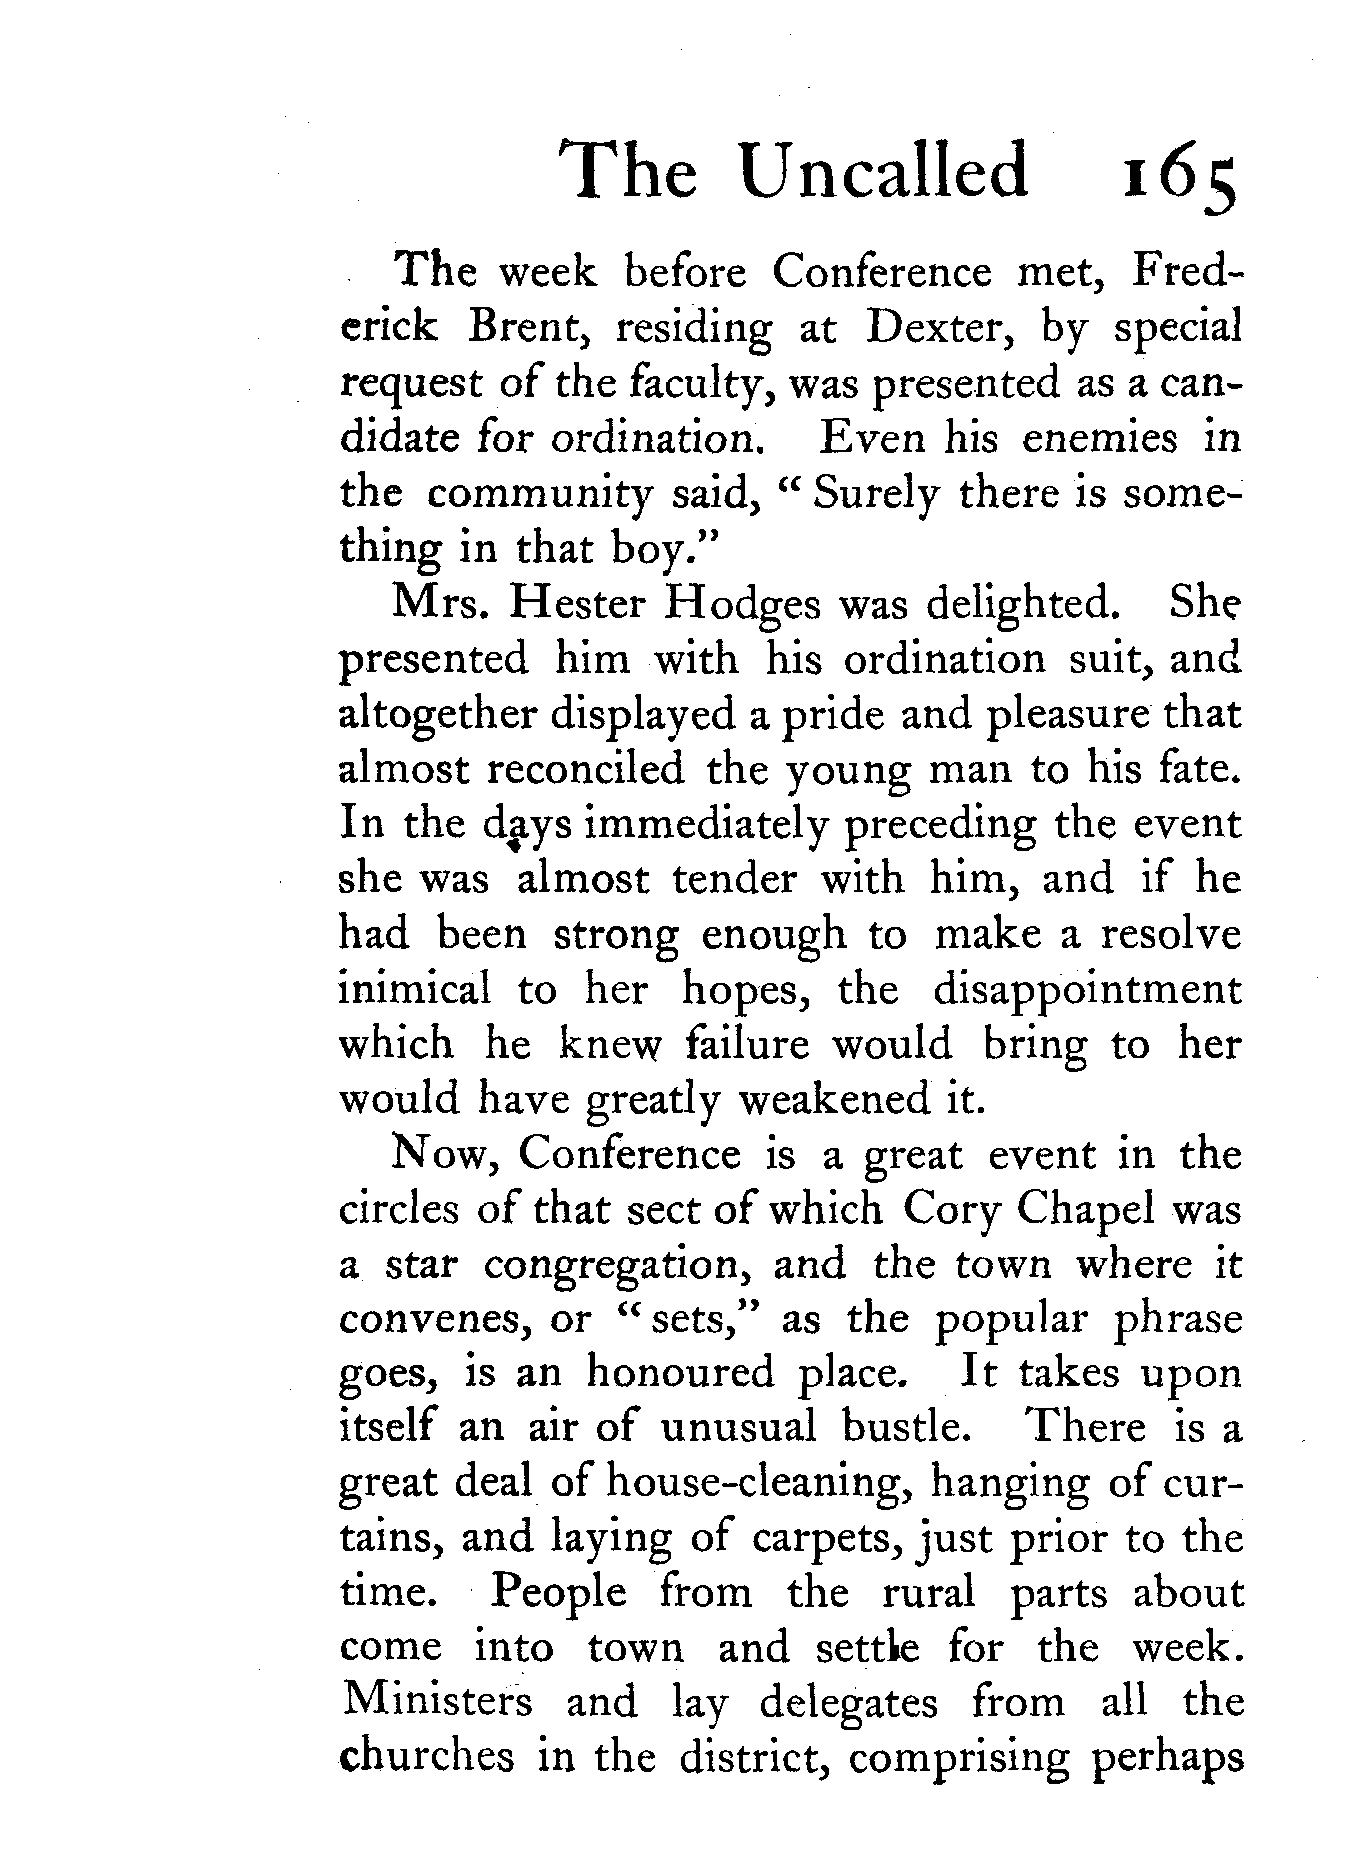 The Uncalled 165
The week before Conference met, Fred-
erick Brent, residing at Dexter, by special
request of the faculty, was presented as a can-
didate for ordination. Even his enemies in
the community said, “ Surely there is some-
thing in that boy.”
Mrs. Hester Hodges was delighted. She
presented him with his ordination suit, and
altogether displayed a pride and pleasure that
almost reconciled the young man to his fate.
In the days immediately preceding the event
she was almost tender with him, and if he
had been strong enough to make a resolve
inimical to her hopes, the disappointment
which he knew failure would bring to her
would have greatly weakened it.
Now, Conference is a great event in the
circles of that sect of which Cory Chapel was
a star congregation, and the town where it
convenes, or “ sets,” as the popular phrase
goes, is an honoured place. It takes upon
itself an air of unusual bustle. There is a
great deal of house-cleaning, hanging of cur-
tains, and laying of carpets, just prior to the
time. People from the rural parts about
come into town and settle for the week.
Ministers and lay delegates from all the
churches in the district, comprising perhaps